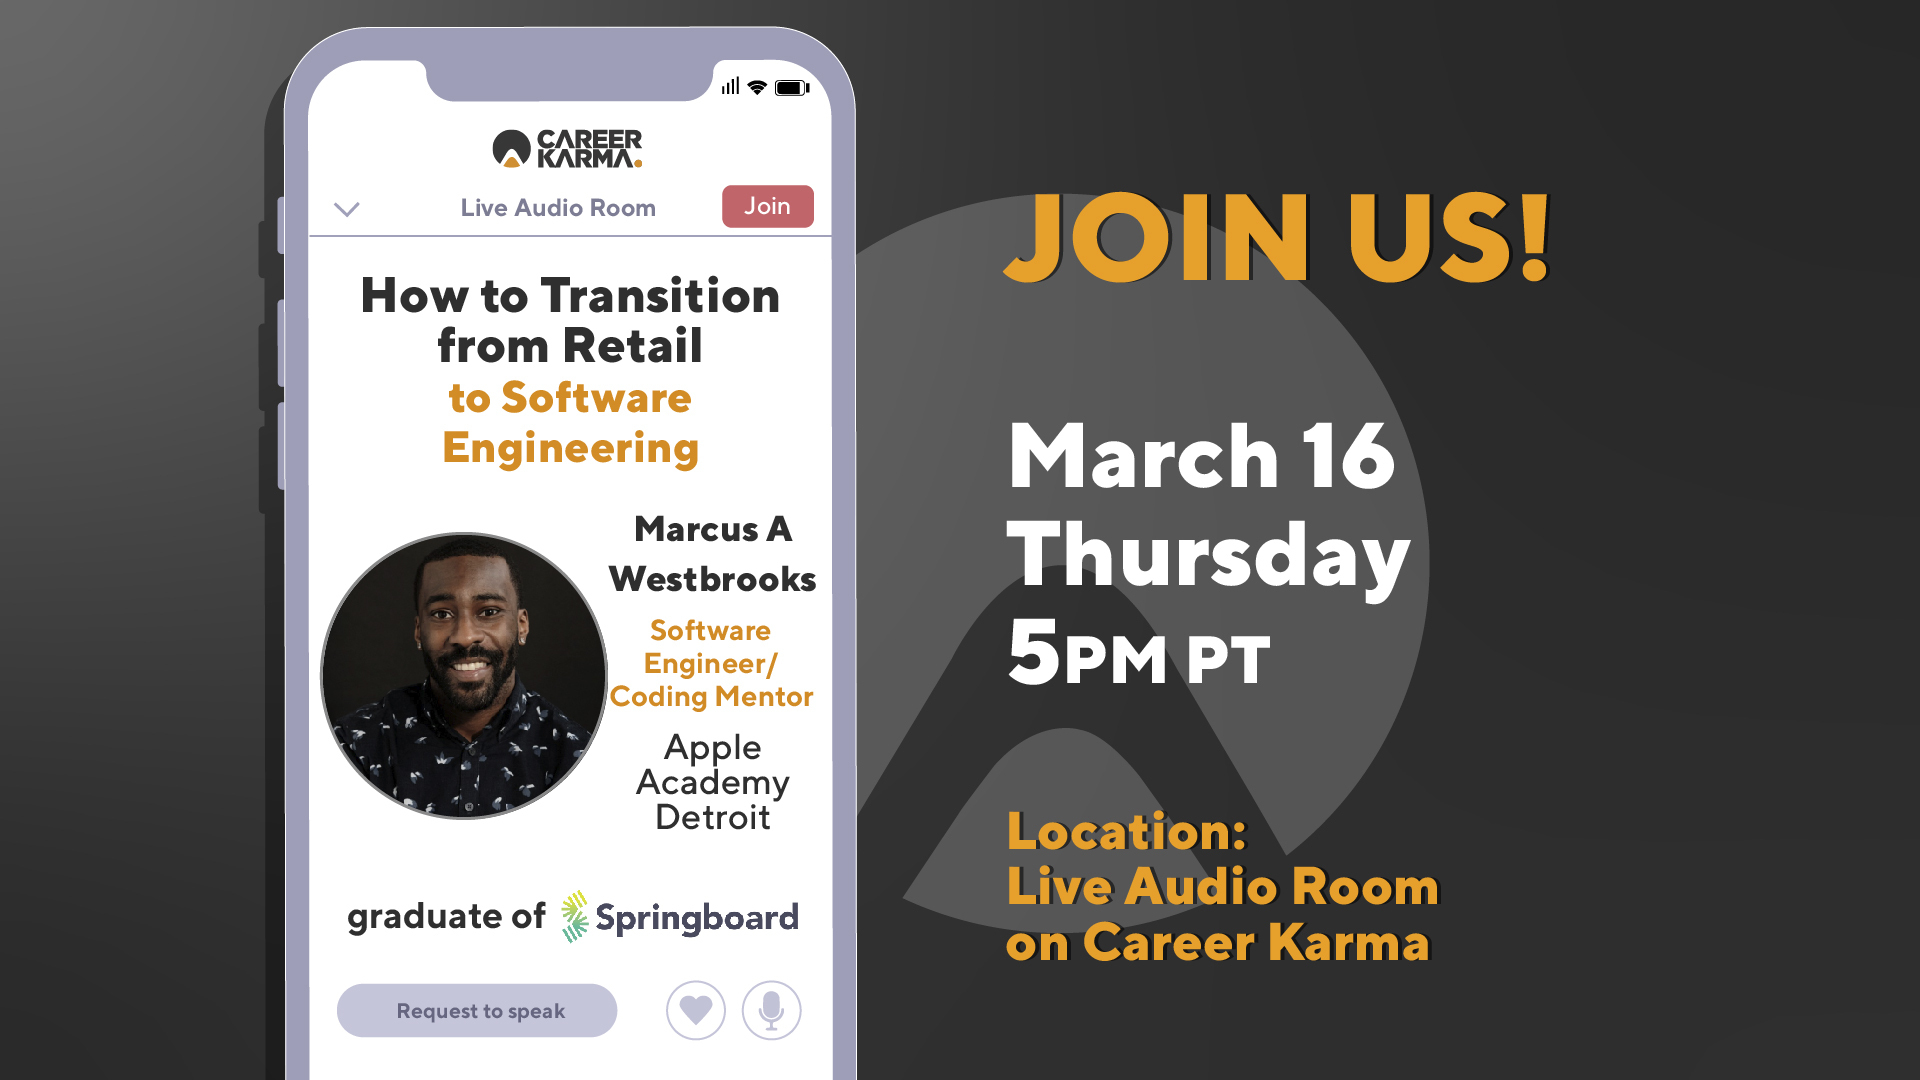 CAREER
KARMA.
Live Audio Room
Join
How to Transition
from Retail
to Software
Engineering
Marcus A
Westbrooks
Software
Engineer/
Coding Mentor
Apple
Academy
Detroit
graduate of Springboard
Request to speak
JOIN US!
March 16
Thursday
5PM PT
Location:
Live Audio Room
on Career Karma